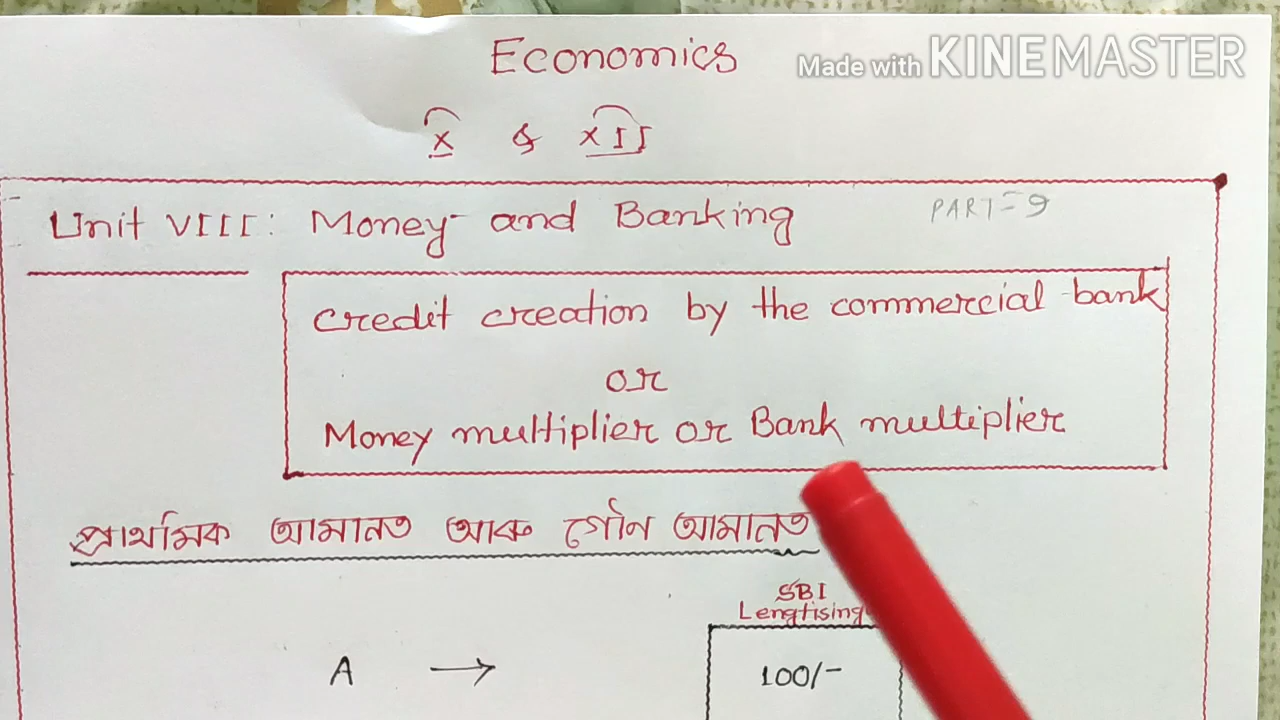 Economics
Made with KINEMASTER
X & XII
Unit VIII: Money and Banking
PART = 9
Credit creation by the commercial bank
or
Money multiplier or Bank multiplier
প্ৰাথমিক আমানত আৰু গৌন আমানত
SBI
Lengtising
A →
100/-